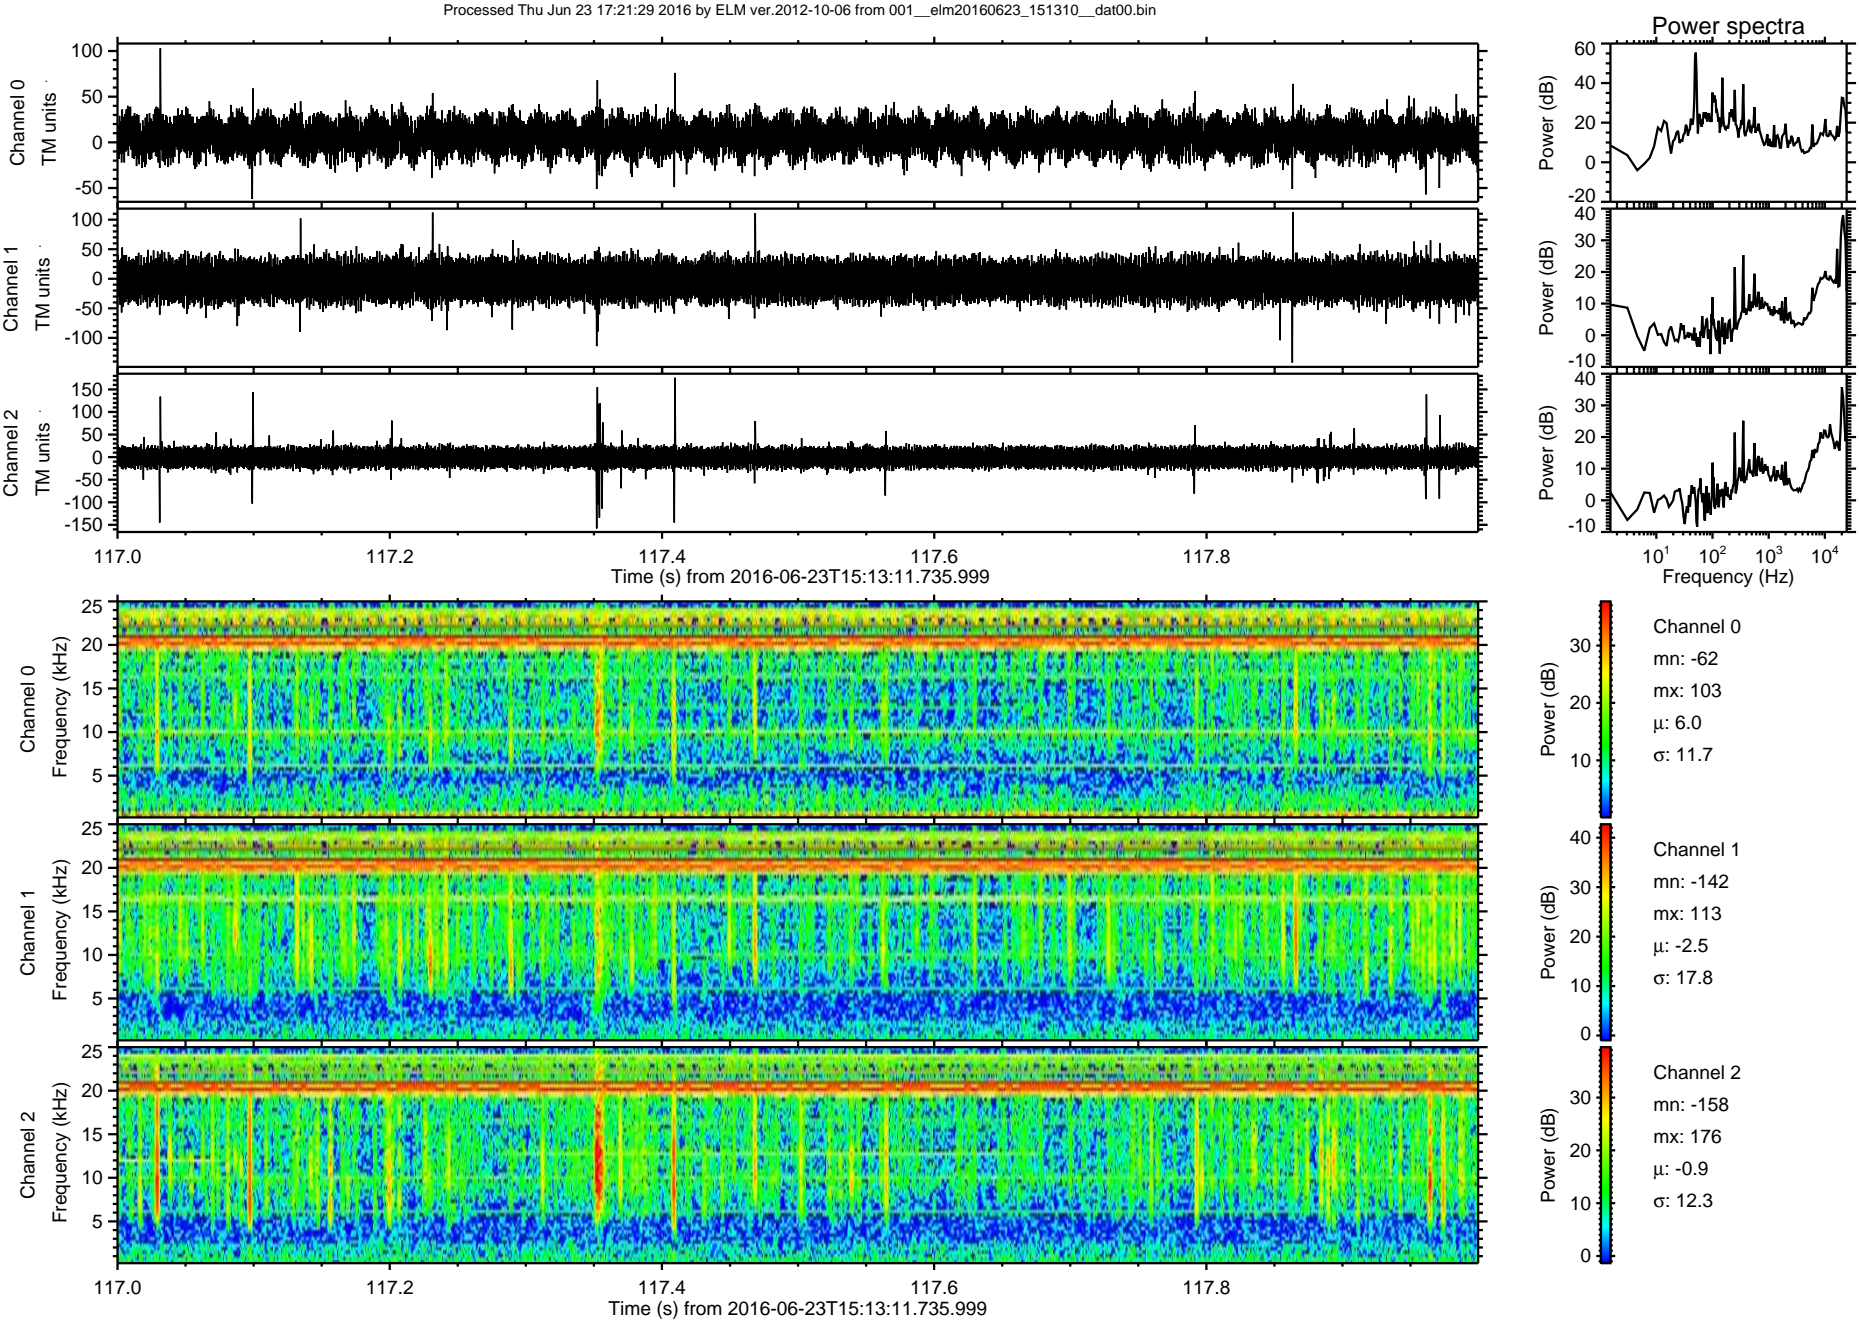 Processed Thu Jun 23 17:21:29 2016 by ELM ver.2012-10-06 from 001__elm20160623_151310__dat00.bin
Power spectra
Channel 0
TM units
100
50
0
-50
Power (dB)
60
40
20
0
-20
Channel 1
TM units
100
50
0
-50
-100
Power (dB)
40
30
20
10
0
-10
Channel 2
TM units
150
100
50
0
-50
-100
-150
Power (dB)
40
30
20
10
0
-10
117.0 117.2 117.4 117.6 117.8
Time (s) from 2016-06-23T15:13:11.735.999
10¹ 10² 10³ 10⁴
Frequency (Hz)
Channel 0
Frequency (kHz)
25
20
15
10
5
Power (dB)
30
20
10
Channel 0
mn: -62
mx: 103
μ: 6.0
σ: 11.7
Channel 1
Frequency (kHz)
25
20
15
10
5
Power (dB)
40
30
20
10
0
Channel 1
mn: -142
mx: 113
μ: -2.5
σ: 17.8
Channel 2
Frequency (kHz)
25
20
15
10
5
Power (dB)
30
20
10
0
Channel 2
mn: -158
mx: 176
μ: -0.9
σ: 12.3
117.0 117.2 117.4 117.6 117.8
Time (s) from 2016-06-23T15:13:11.735.999